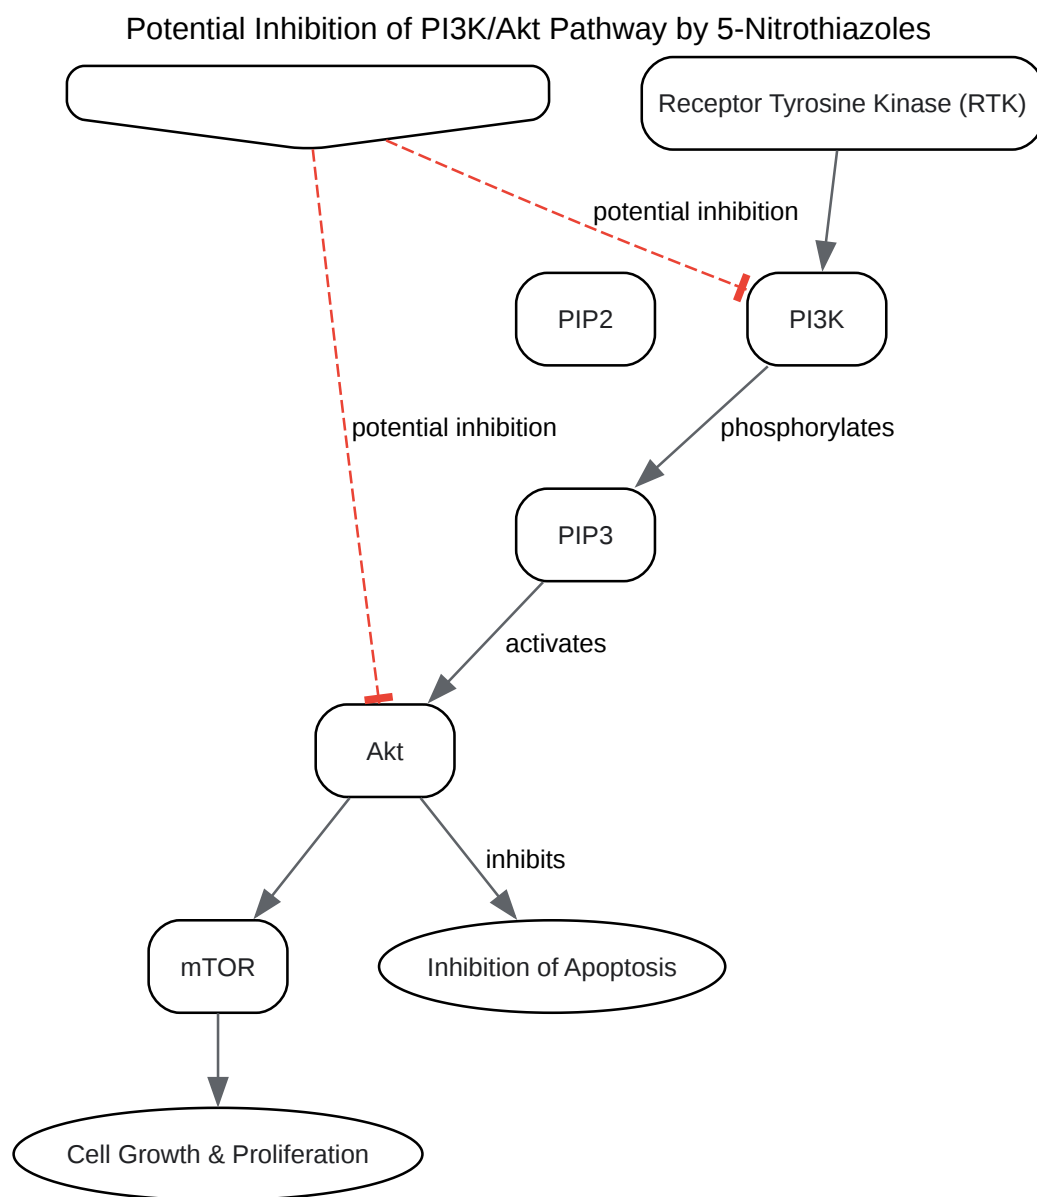 Potential Inhibition of PI3K/Akt Pathway by 5-Nitrothiazoles
Receptor Tyrosine Kinase (RTK)
potential inhibition
PIP2
PI3K
potential inhibition
phosphorylates
PIP3
activates
Akt
inhibits
mTOR
Inhibition of Apoptosis
Cell Growth & Proliferation